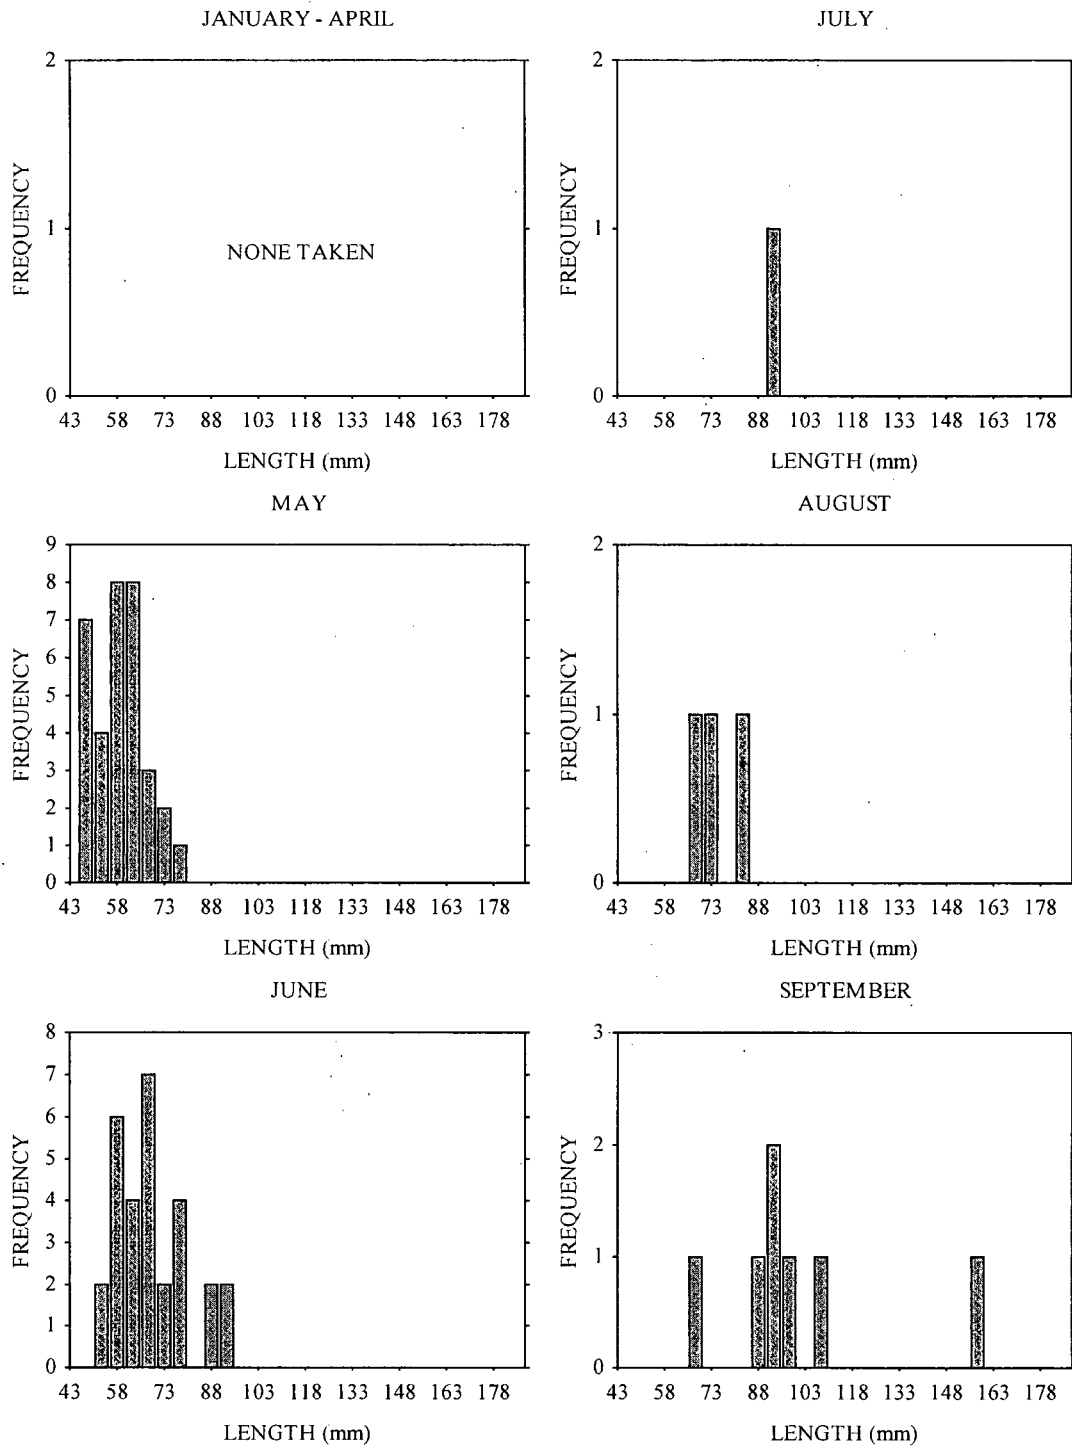 JANUARY - APRIL
2
1
0
FREQUENCY
NONE TAKEN
43 58 73 88 103 118 133 148 163 178
LENGTH (mm)
JULY
2
1
0
FREQUENCY
43 58 73 88 103 118 133 148 163 178
LENGTH (mm)
MAY
9
8
7
6
5
4
3
2
1
0
FREQUENCY
43 58 73 88 103 118 133 148 163 178
LENGTH (mm)
AUGUST
2
1
0
FREQUENCY
43 58 73 88 103 118 133 148 163 178
LENGTH (mm)
JUNE
8
7
6
5
4
3
2
1
0
FREQUENCY
43 58 73 88 103 118 133 148 163 178
LENGTH (mm)
SEPTEMBER
3
2
1
0
FREQUENCY
43 58 73 88 103 118 133 148 163 178
LENGTH (mm)